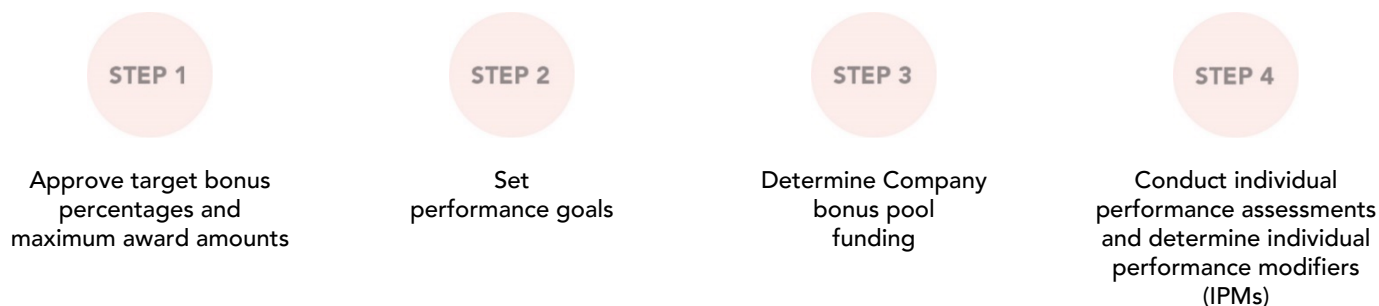 STEP 1
Approve target bonus
percentages and
maximum award amounts
STEP 2
Set
performance goals
STEP 3
Determine Company
bonus pool
funding
STEP 4
Conduct individual
performance assessments
and determine individual
performance modifiers
(IPMs)